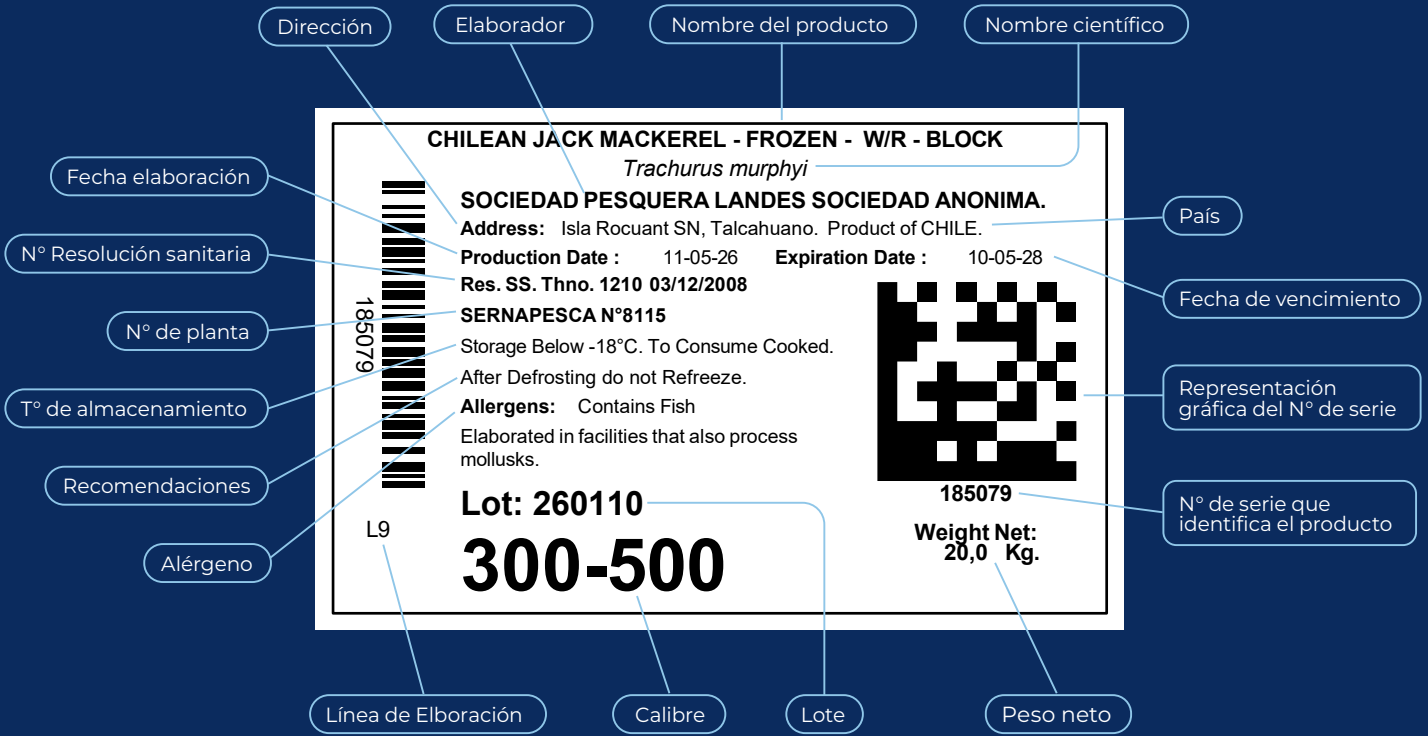 Dirección
Elaborador
Nombre del producto
Nombre científico
CHILEAN JACK MACKEREL - FROZEN - W/R - BLOCK
Trachurus murphyi
SOCIEDAD PESQUERA LANDES SOCIEDAD ANONIMA.
Address: Isla Rocuant SN, Talcahuano. Product of CHILE.
Production Date : 11-05-26 Expiration Date : 10-05-28
Res. SS. Thno. 1210 03/12/2008
SERNAPESCA N°8115
Storage Below -18°C. To Consume Cooked.
After Defrosting do not Refreeze.
Allergens: Contains Fish
Elaborated in facilities that also process
mollusks.
Lot: 260110
300-500
185079
L9
185079
Weight Net:
20,0 Kg.
Fecha elaboración
N° Resolución sanitaria
N° de planta
T° de almacenamiento
Recomendaciones
Alérgeno
País
Fecha de vencimiento
Representación
gráfica del N° de serie
N° de serie que
identifica el producto
Línea de Elboración
Calibre
Lote
Peso neto